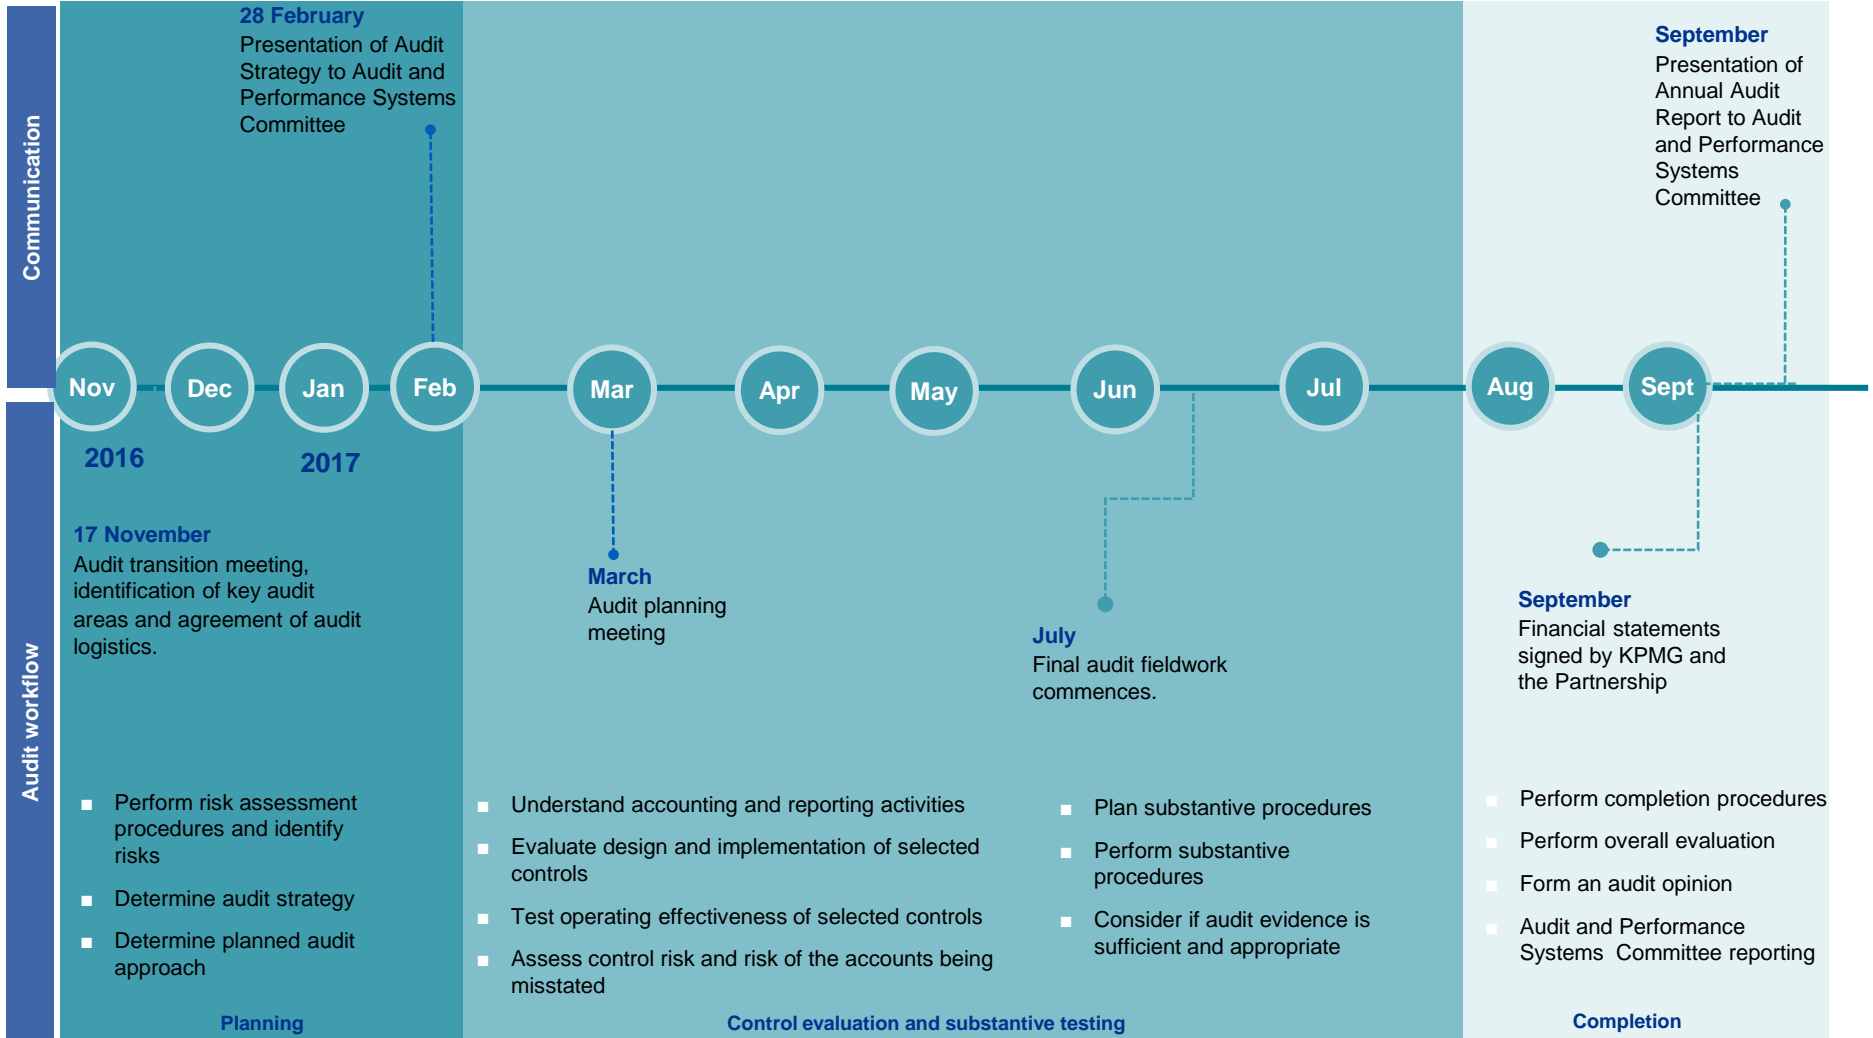 Communication
28 February
Presentation of Audit
Strategy to Audit and
Performance Systems
Committee
September
Presentation of
Annual Audit
Report to Audit
and Performance
Systems
Committee
Nov
Dec
Jan
Feb
Mar
Apr
May
Jun
Jul
Aug
Sept
2016
2017
Audit workflow
17 November
Audit transition meeting,
identification of key audit
areas and agreement of audit
logistics.
March
Audit planning
meeting
July
Final audit fieldwork
commences.
September
Financial statements
signed by KPMG and
the Partnership
■ Perform risk assessment
procedures and identify
risks
■ Determine audit strategy
■ Determine planned audit
approach
■ Understand accounting and reporting activities
■ Evaluate design and implementation of selected
controls
■ Test operating effectiveness of selected controls
■ Assess control risk and risk of the accounts being
misstated
■ Plan substantive procedures
■ Perform substantive
procedures
■ Consider if audit evidence is
sufficient and appropriate
■ Perform completion procedures
■ Perform overall evaluation
■ Form an audit opinion
■ Audit and Performance
Systems  Committee reporting
Planning
Control evaluation and substantive testing
Completion